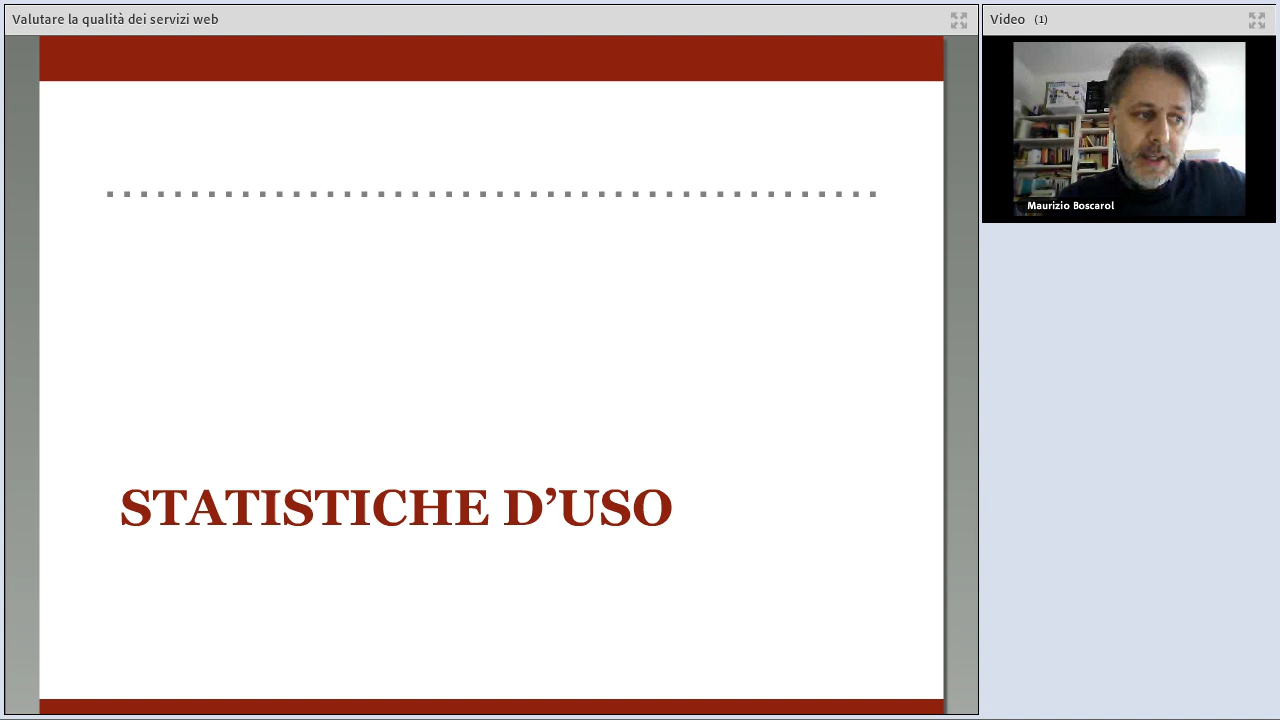 Valutare la qualità dei servizi web
Video (1)
Maurizio Boscarol
STATISTICHE D’USO